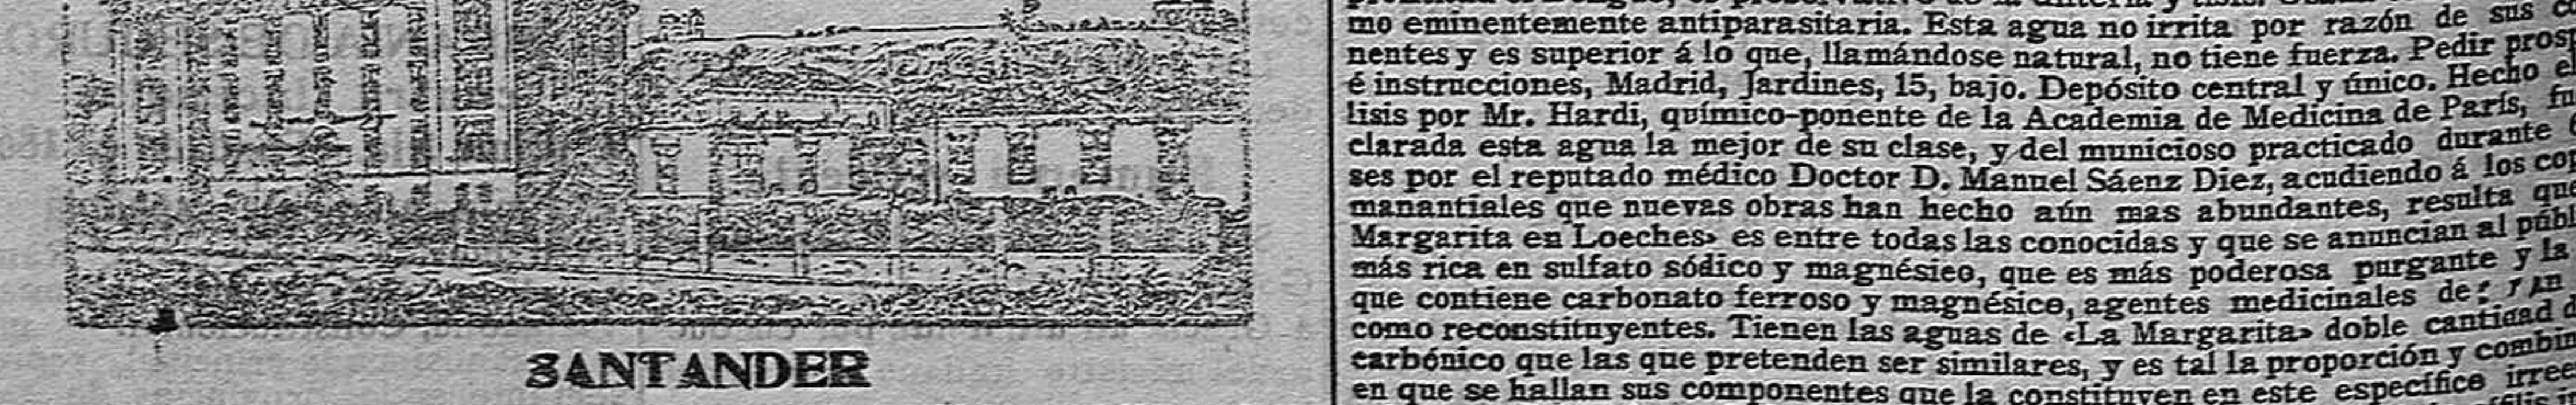 SANTANDER
mo eminentemente antiparasitaria. Esta agua no irrita por razón de sus
nentes y es superior á lo que, llamándose natural, no tiene fuerza. Pedir
é instrucciones, Madrid, Jardines, 15, bajo. Depósito central y único. Hecho el
lisis por Mr. Hardi, químico-ponente de la Academia de Medicina de París,
clarada esta agua la mejor de su clase, y del municioso practicado durante
ses por el reputado médico Doctor D. Manuel Sáenz Diez, acudiendo á los
manantiales que nuevas obras han hecho aún mas abundantes, resulta
Margarita en Loeches» es entre todas las conocidas y que se anuncian al
más rica en sulfato sódico y magnésico, que es más poderosa purgante y la
que contiene carbonato ferroso y magnésico, agentes medicinales de
como reconstituyentes. Tienen las aguas de «La Margarita» doble cantidad
carbónico que las que pretenden ser similares, y es tal la proporción y
en que se hallan sus componentes que la constituyen en este específico